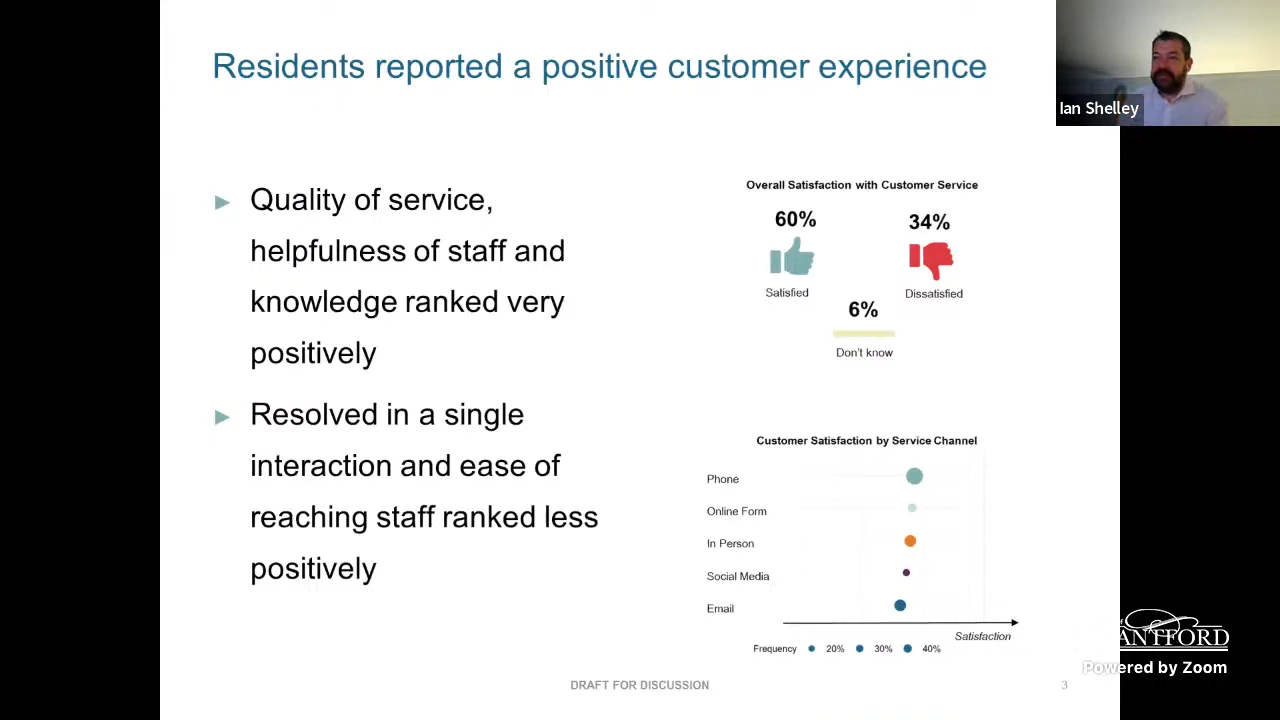 Residents reported a positive customer experience
Ian Shelley
Quality of service,
helpfulness of staff and
knowledge ranked very
positively
Resolved in a single
interaction and ease of
reaching staff ranked less
positively
Overall Satisfaction with Customer Service
60%
34%
Satisfied
Dissatisfied
6%
Don't know
Customer Satisfaction by Service Channel
Phone
Online Form
In Person
Social Media
Email
Satisfaction
Frequency 20% 30% 40%
DRAFT FOR DISCUSSION
3
ANTFORD
Powered by Zoom